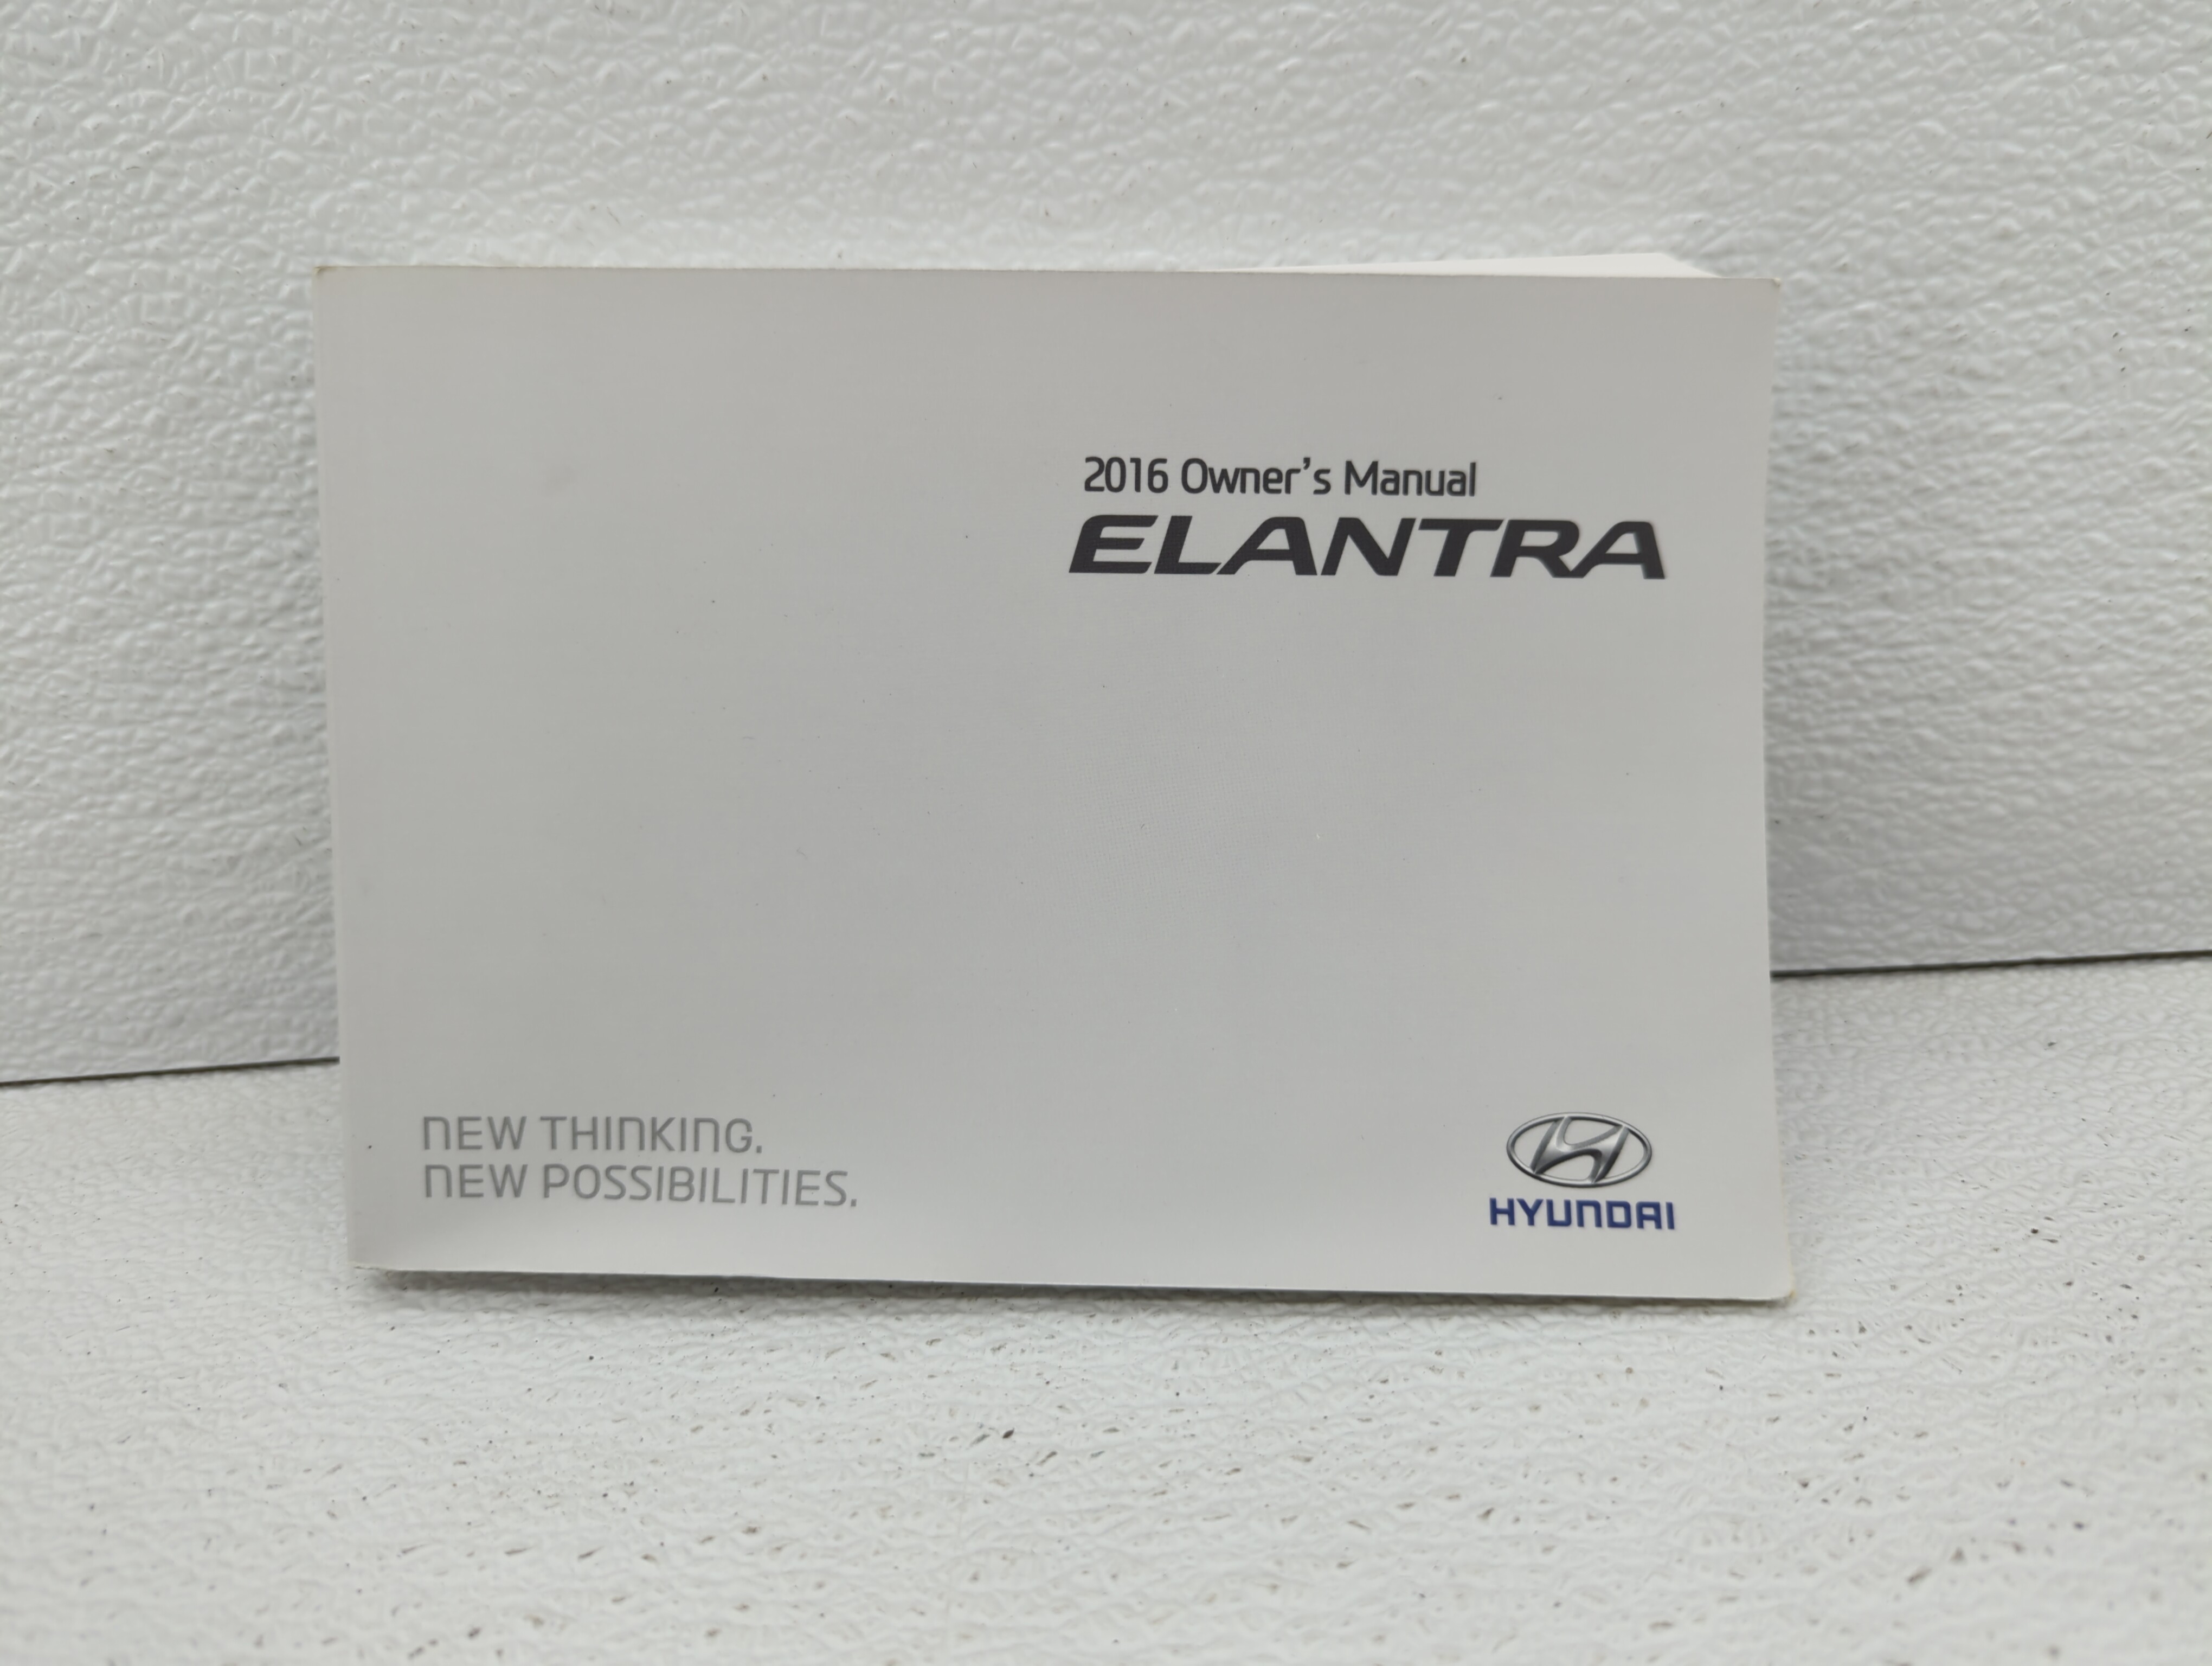 2016 Owner's Manual
ELANTRA
NEW THINKING.
NEW POSSIBILITIES.
HYUNDAI